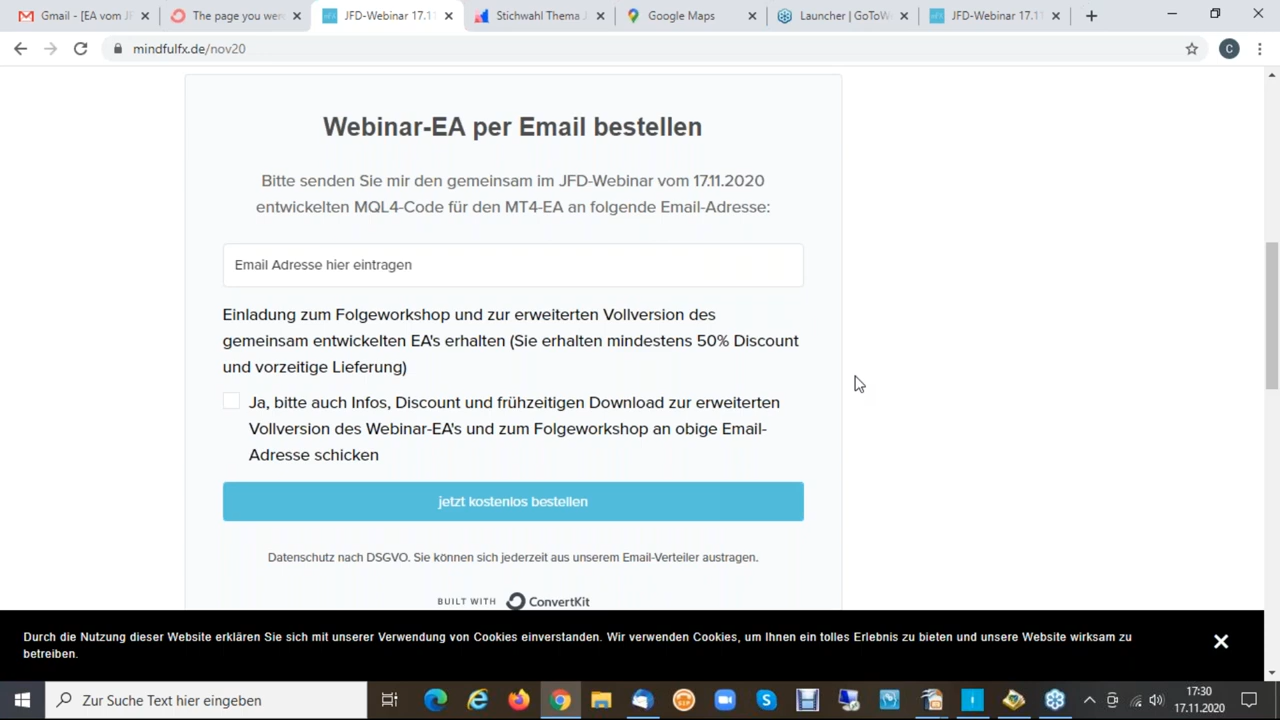 Gmail - [EA vom J
The page you wer
JFD-Webinar 17.1
Stichwahl Thema
Google Maps
Launcher | GoToW
JFD-Webinar 17.1
mindfulfx.de/nov20
C
Webinar-EA per Email bestellen
Bitte senden Sie mir den gemeinsam im JFD-Webinar vom 17.11.2020
entwickelten MQL4-Code für den MT4-EA an folgende Email-Adresse:
Email Adresse hier eintragen
Einladung zum Folgeworkshop und zur erweiterten Vollversion des
gemeinsam entwickelten EA's erhalten (Sie erhalten mindestens 50% Discount
und vorzeitige Lieferung)
Ja, bitte auch Infos, Discount und frühzeitigen Download zur erweiterten
Vollversion des Webinar-EA's und zum Folgeworkshop an obige Email-
Adresse schicken
jetzt kostenlos bestellen
Datenschutz nach DSGVO. Sie können sich jederzeit aus unserem Email-Verteiler austragen.
BUILT WITH ConvertKit
Durch die Nutzung dieser Website erklären Sie sich mit unserer Verwendung von Cookies einverstanden. Wir verwenden Cookies, um Ihnen ein tolles Erlebnis zu bieten und unsere Website wirksam zu
betreiben.
Zur Suche Text hier eingeben
17:30
17.11.2020